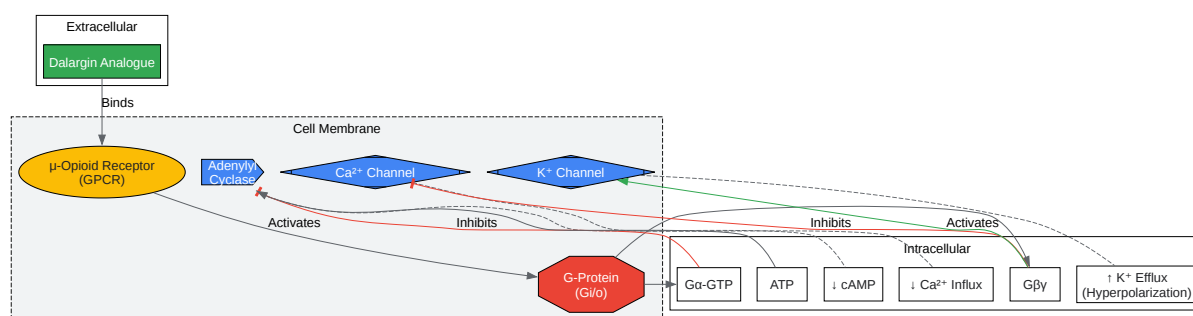 Extracellular
Dalargin Analogue
Binds
Cell Membrane
μ-Opioid Receptor
(GPCR)
Adenylyl
Cyclase
Ca²⁺ Channel
K⁺ Channel
Activates
Inhibits
Inhibits
Activates
Intracellular
G-Protein
(Gi/o)
Gα-GTP
ATP
↓ cAMP
↓ Ca²⁺ Influx
Gβγ
↑ K⁺ Efflux
(Hyperpolarization)